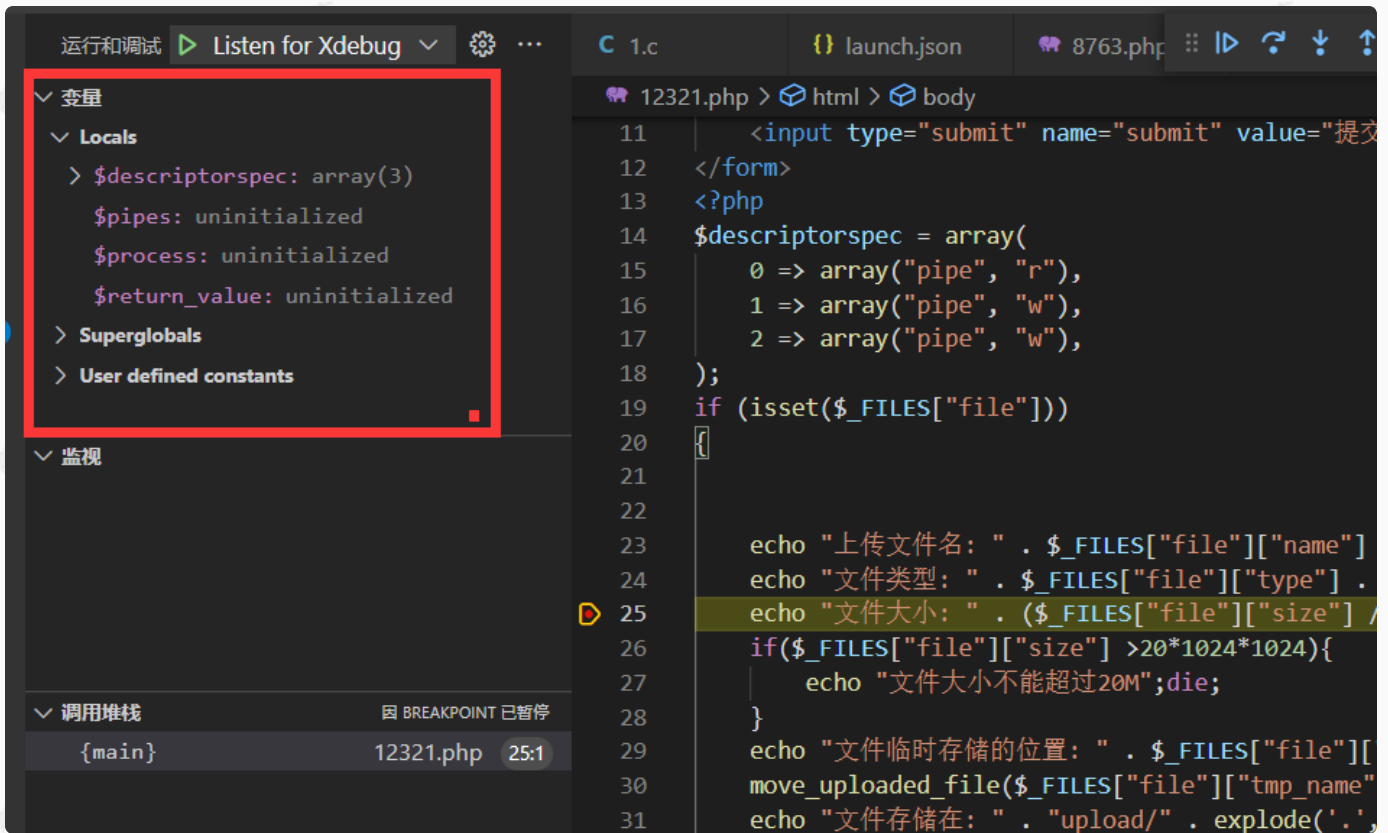 运行和调试 Listen for Xdebug ...
变量
Locals
$descriptorspec: array(3)
$pipes: uninitialized
$process: uninitialized
$return_value: uninitialized
Superglobals
User defined constants
监视
调用堆栈 因 BREAKPOINT 已暂停
{main} 12321.php 25:1
C 1.c {} launch.json 8763.php
12321.php > html > body
11 <input type="submit" name="submit" value="提交
12 </form>
13 <?php
14 $descriptorspec = array(
15 0 => array("pipe", "r"),
16 1 => array("pipe", "w"),
17 2 => array("pipe", "w"),
18 );
19 if (isset($_FILES["file"]))
20 {
21
22
23 echo "上传文件名: " . $_FILES["file"]["name"]
24 echo "文件类型: " . $_FILES["file"]["type"] .
25 echo "文件大小: " . ($_FILES["file"]["size"] /
26 if($_FILES["file"]["size"] >20*1024*1024){
27 echo "文件大小不能超过20M";die;
28 }
29 echo "文件临时存储的位置: " . $_FILES["file"]["
30 move_uploaded_file($_FILES["file"]["tmp_name"
31 echo "文件存储在: " . "upload/" . explode('.',